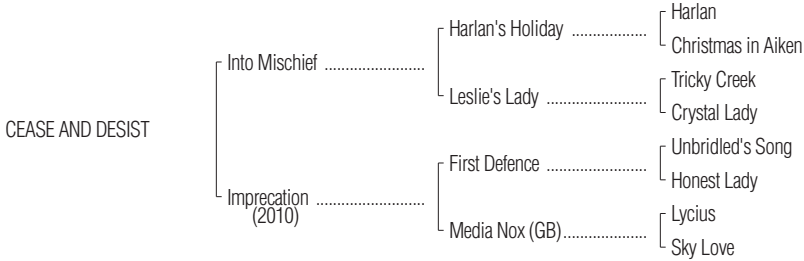 Harlan
Harlan's Holiday ..................
Christmas in Aiken
Into Mischief ........................
Tricky Creek
Leslie's Lady ......................
Crystal Lady
CEASE AND DESIST
Unbridled's Song
First Defence ......................
Honest Lady
Imprecation ..........................
(2010)
Lycius
Media Nox (GB)..................
Sky Love